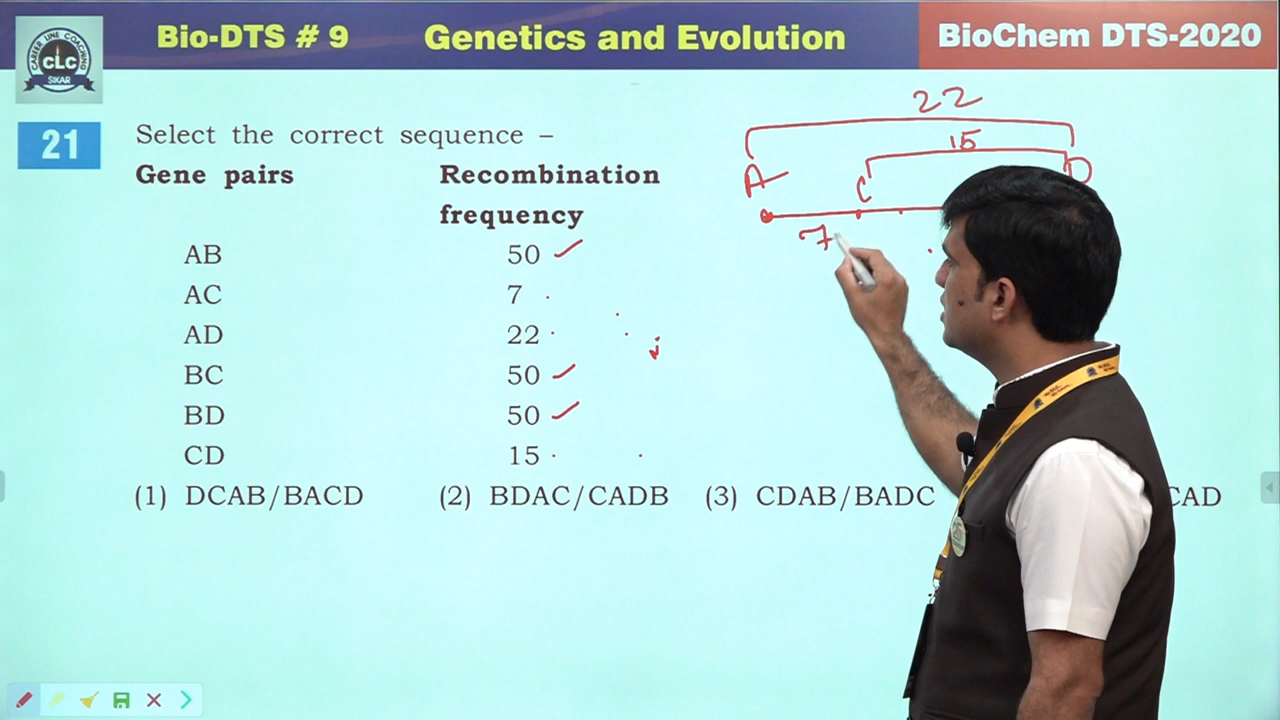 Bio-DTS # 9 Genetics and Evolution BioChem DTS-2020
CAREER LINE COACHING
CLC
SIKAR
22
21 Select the correct sequence –
15
Gene pairs Recombination frequency
A C D
7
AB 50
AC 7
AD 22
BC 50
BD 50
CD 15
(1) DCAB/BACD (2) BDAC/CADB (3) CDAB/BADC CAD